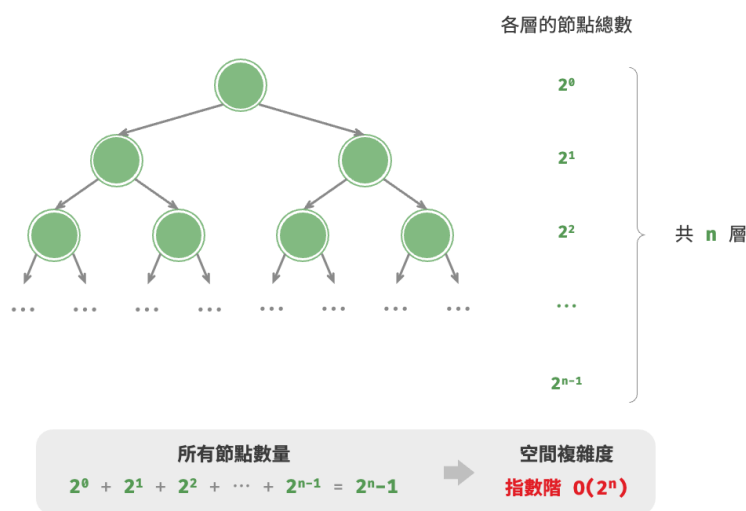 各層的節點總數
2⁰
2¹
2²
...
2ⁿ⁻¹
共 n 層
... ... ... ... ... ... ... ...
所有節點數量
2⁰ + 2¹ + 2² + ⋯ + 2ⁿ⁻¹ = 2ⁿ-1
空間複雜度
指數階 O(2ⁿ)